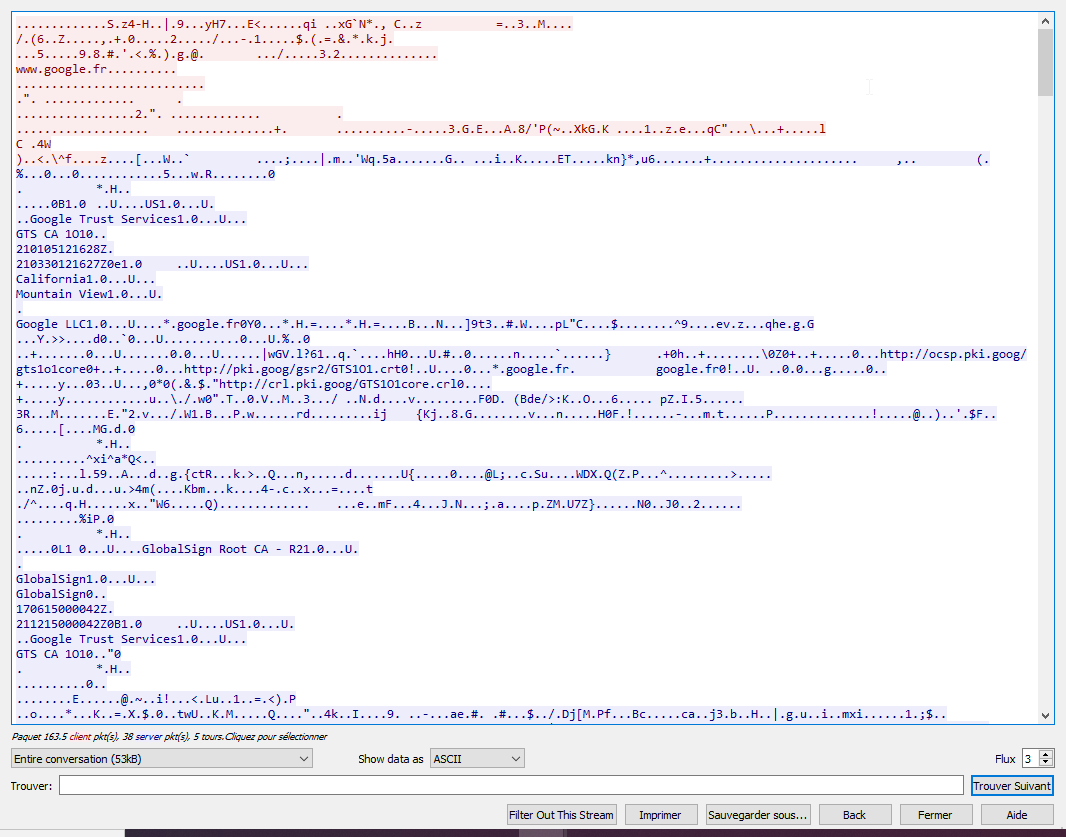 .............S.z4-H..|.9...yH7...E<......qi ..xG`N*., C..z =..3..M....
/.(6..Z.....,.+.0.....2...../...-.1.....$.(.=.&.*.k.j.
...5.....9.8.#.'.<.%.).g.@. .../.....3.2..............
www.google.fr..........
...........................
.". ............. .
.................2.". ............. .
.................. ..............+. ..........-.....3.G.E...A.8/'P(~..XkG.K ....1..z.e...qC"...\...+.....l
C .4W
)..<.\^f....z....[...W..` ....;....|.m..'Wq.5a.......G.. ...i..K.....ET.....kn}*,u6.......+..................... ,.. (.
%...0...0............5...w.R........0
. *.H..
.....0B1.0 ..U....US1.0...U.
..Google Trust Services1.0...U...
GTS CA 1O10..
210105121628Z.
210330121627Z0e1.0 ..U....US1.0...U...
California1.0...U...
Mountain View1.0...U.
.
Google LLC1.0...U....*.google.fr0Y0...*.H.=....*.H.=....B...N...]9t3..#.W....pL"C....$........^9....ev.z...qhe.g.G
...Y.>>....d0..`0...U...........0...U.%..0
..+.......0...U.......0.0...U......|wGV.l?61..q.`....hH0...U.#..0......n.....`......} .+0h..+........\0Z0+..+.....0...http://ocsp.pki.goog/
gts1o1core0+..+.....0...http://pki.goog/gsr2/GTS1O1.crt0!..U....0...*.google.fr. google.fr0!..U. ..0.0...g.....0..
+.....y...03..U...,0*0(.&.$."http://crl.pki.goog/GTS1O1core.crl0....
+.....y...........u..\./.w0".T..0.V..M..3.../ ..N.d....v........F0D. (Bde/>:K..O...6..... pZ.I.5......
3R...M.......E."2.v.../.W1.B...P.w......rd.........ij {Kj..8.G........v...n.....H0F.!......-...m.t......P.............!.....@..)..'.$F..
6.....[....MG.d.0
. *.H..
..........^xi^a*Q<..
.....:...l.59..A...d..g.{ctR...k.>..Q...n,.....d.......U{.....0....@L;..c.Su....WDX.Q(Z.P...^.........>.....
..nZ.0j.u.d...u.>4m(....Kbm...k....4-.c..x...=....t
./^....q.H......x.."W6.....Q)............. ...e..mF...4...J.N...;.a....p.ZM.U7Z}......N0..J0..2......
.........%iP.0
. *.H..
.....0L1 0...U....GlobalSign Root CA - R21.0...U.
.
GlobalSign1.0...U...
GlobalSign0..
170615000042Z.
211215000042Z0B1.0 ..U....US1.0...U.
..Google Trust Services1.0...U...
GTS CA 1O10.."0
. *.H..
..........0..
........E......@.~..i!...<.Lu..1..=.<).P
..o....*...K..=.X.$.0..twU..K.M.....Q...."..4k..I....9. ..-...ae.#. .#...$../.Dj[M.Pf...Bc.....ca..j3.b..H..|.g.u..i..mxi......1.;$..
Paquet 163.5 client pkt(s), 38 server pkt(s), 5 tours.Cliquez pour sélectionner
Entire conversation (53kB) Show data as ASCII Flux 3
Trouver: Trouver Suivant
Filter Out This Stream Imprimer Sauvegarder sous... Back Fermer Aide